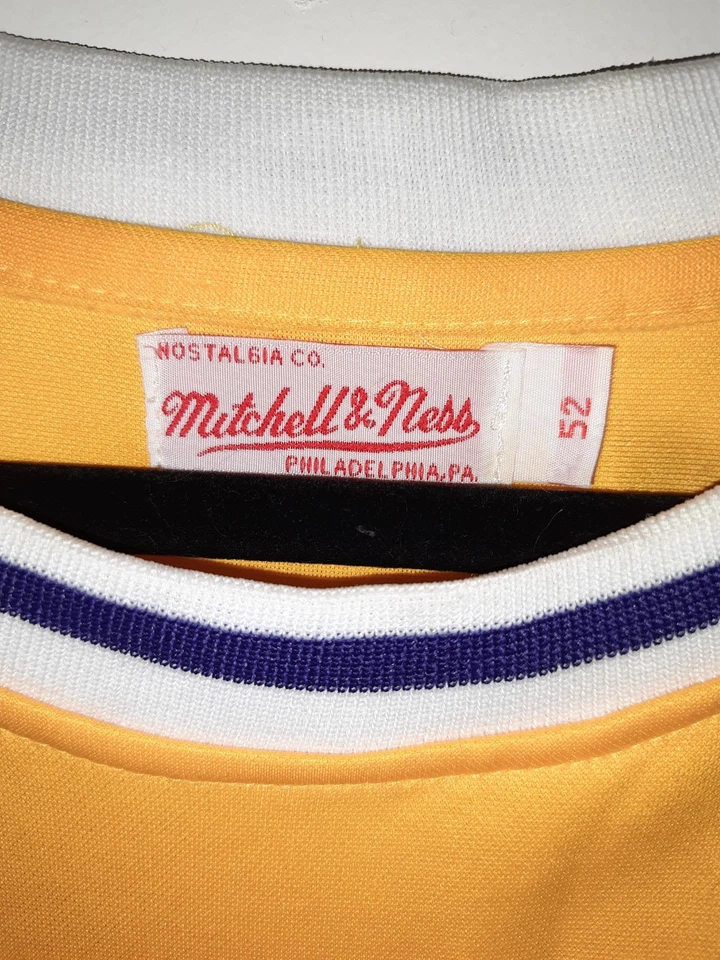 NOSTALGIA CO.
Mitchell & Ness
PHILADELPHIA, PA.
52